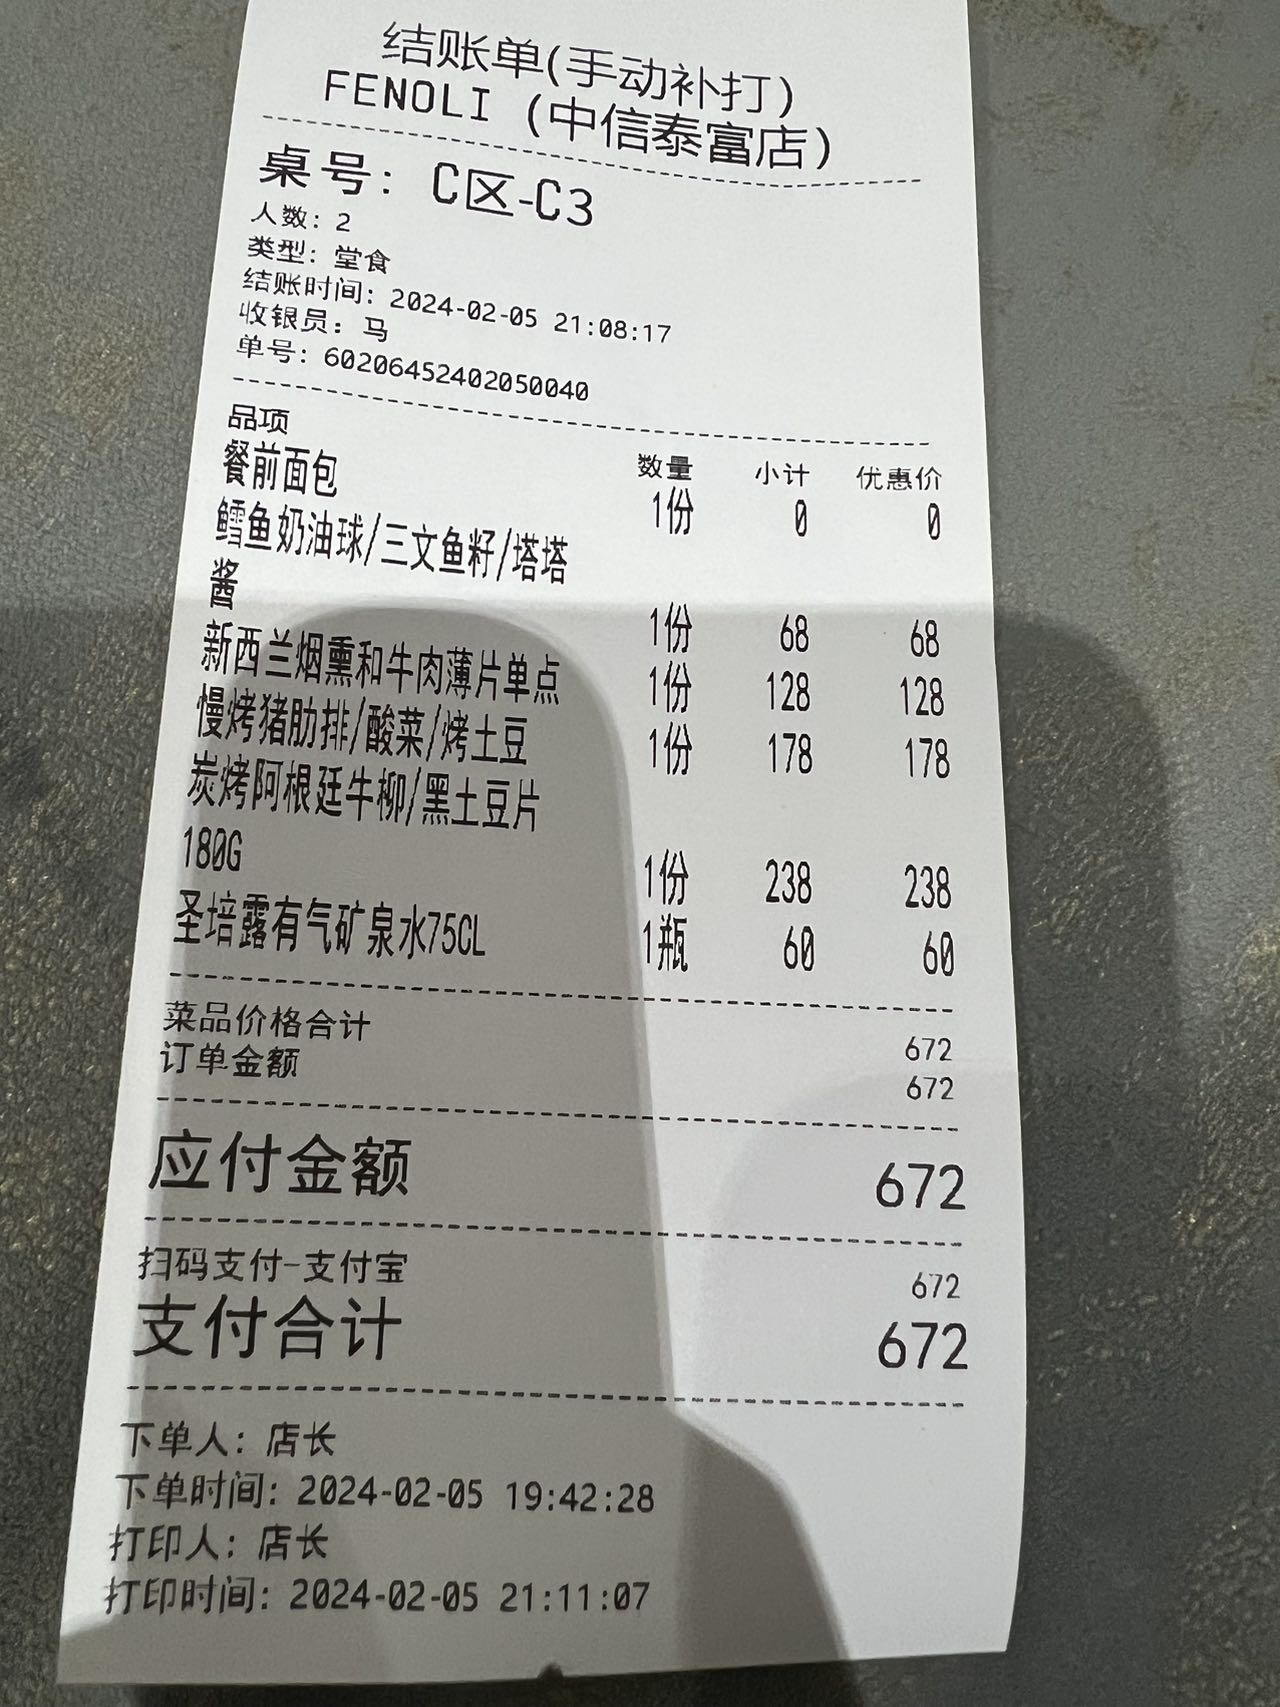 结账单(手动补打)
FENOLI (中信泰富店)
桌号: C区-C3
人数: 2
类型: 堂食
结账时间: 2024-02-05 21:08:17
收银员: 马
单号: 60206452402050040
品项 数量 小计 优惠价
餐前面包 1份 0 0
鳕鱼奶油球/三文鱼籽/塔塔
酱 1份 68 68
新西兰烟熏和牛肉薄片单点 1份 128 128
慢烤猪肋排/酸菜/烤土豆 1份 178 178
炭烤阿根廷牛柳/黑土豆片
180G 1份 238 238
圣培露有气矿泉水75CL 1瓶 60 60
菜品价格合计 672
订单金额 672
应付金额 672
扫码支付-支付宝 672
支付合计 672
下单人: 店长
下单时间: 2024-02-05 19:42:28
打印人: 店长
打印时间: 2024-02-05 21:11:07